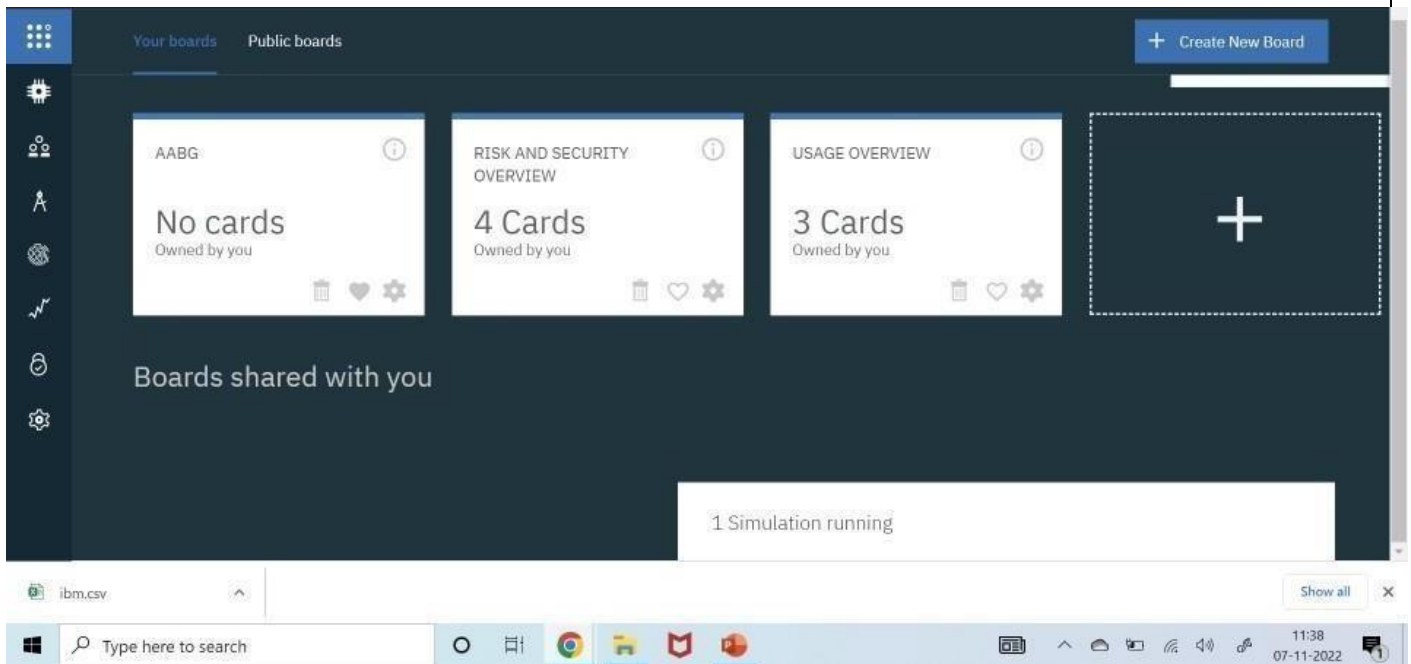 Your boards Public boards
+ Create New Board
AABG
No cards
Owned by you
RISK AND SECURITY
OVERVIEW
4 Cards
Owned by you
USAGE OVERVIEW
3 Cards
Owned by you
Boards shared with you
1 Simulation running
ibm.csv
Show all
Type here to search
11:38
07-11-2022
1